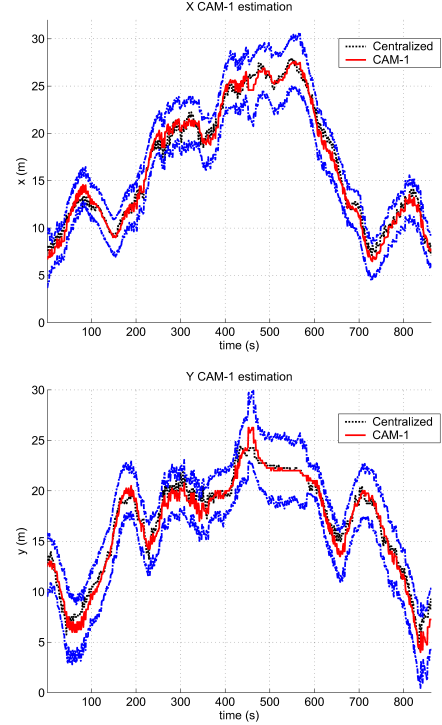 X CAM-1 estimation
30
25
20
15
10
5
0
x (m)
Centralized
CAM-1
100 200 300 400 500 600 700 800
time (s)
Y CAM-1 estimation
30
25
20
15
10
5
0
y (m)
Centralized
CAM-1
100 200 300 400 500 600 700 800
time (s)